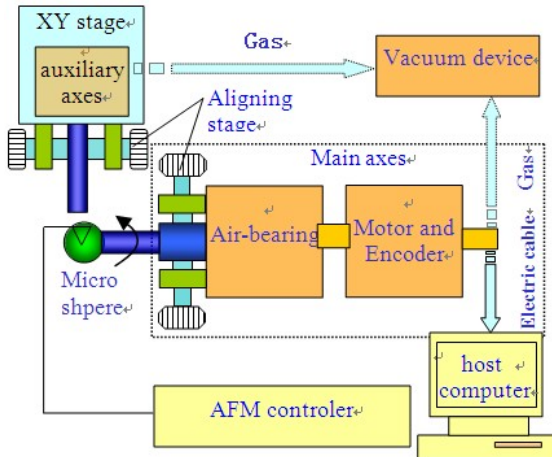 XY stage
auxiliary
axes
Gas
Vacuum device
Aligning
stage
Main axes
Gas
Air-bearing
Motor and
Encoder
Electric cable
Micro
shpere
host
computer
AFM controler